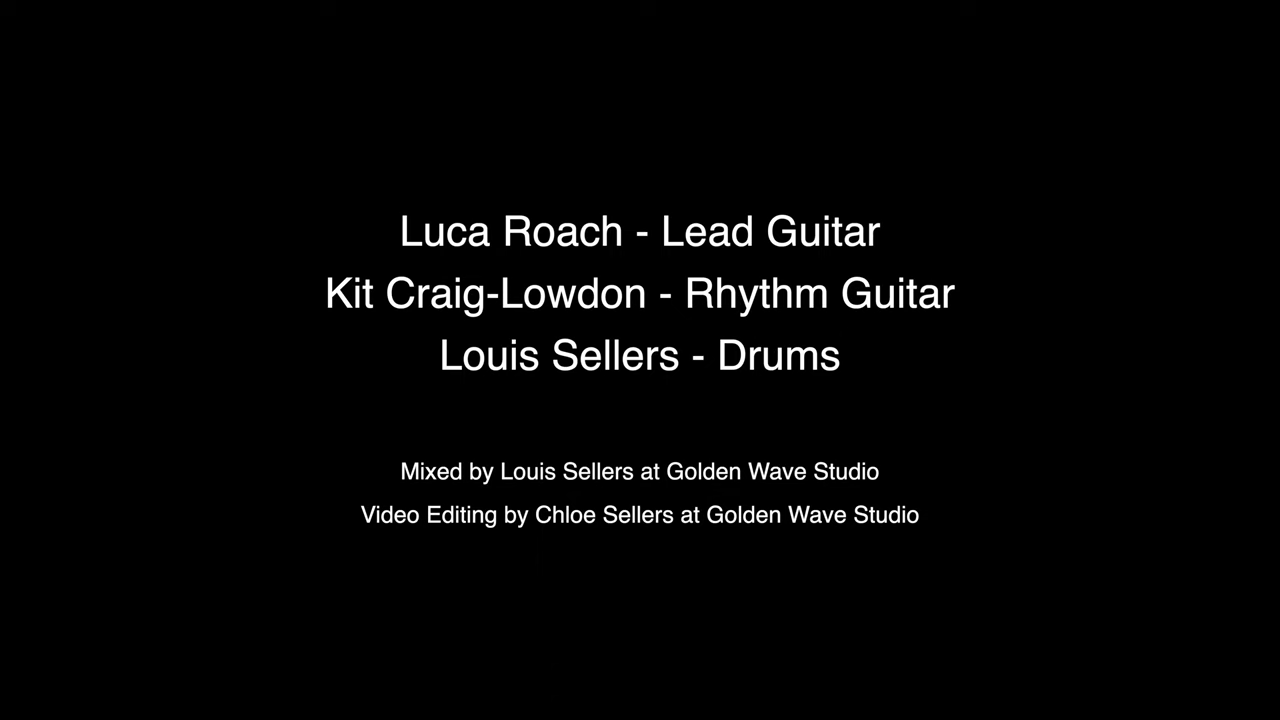 Luca Roach - Lead Guitar
Kit Craig-Lowdon - Rhythm Guitar
Louis Sellers - Drums
Mixed by Louis Sellers at Golden Wave Studio
Video Editing by Chloe Sellers at Golden Wave Studio